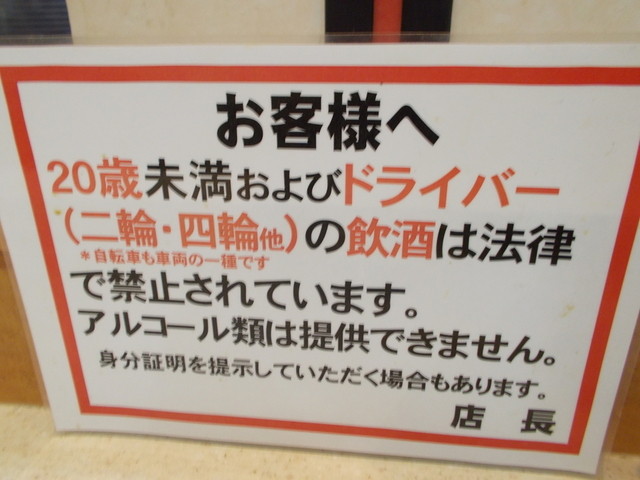 お客様へ
20歳未満およびドライバー
(二輪・四輪他)の飲酒は法律
*自転車も車両の一種です
で禁止されています。
アルコール類は提供できません。
身分証明を提示していただく場合もあります。
店 長